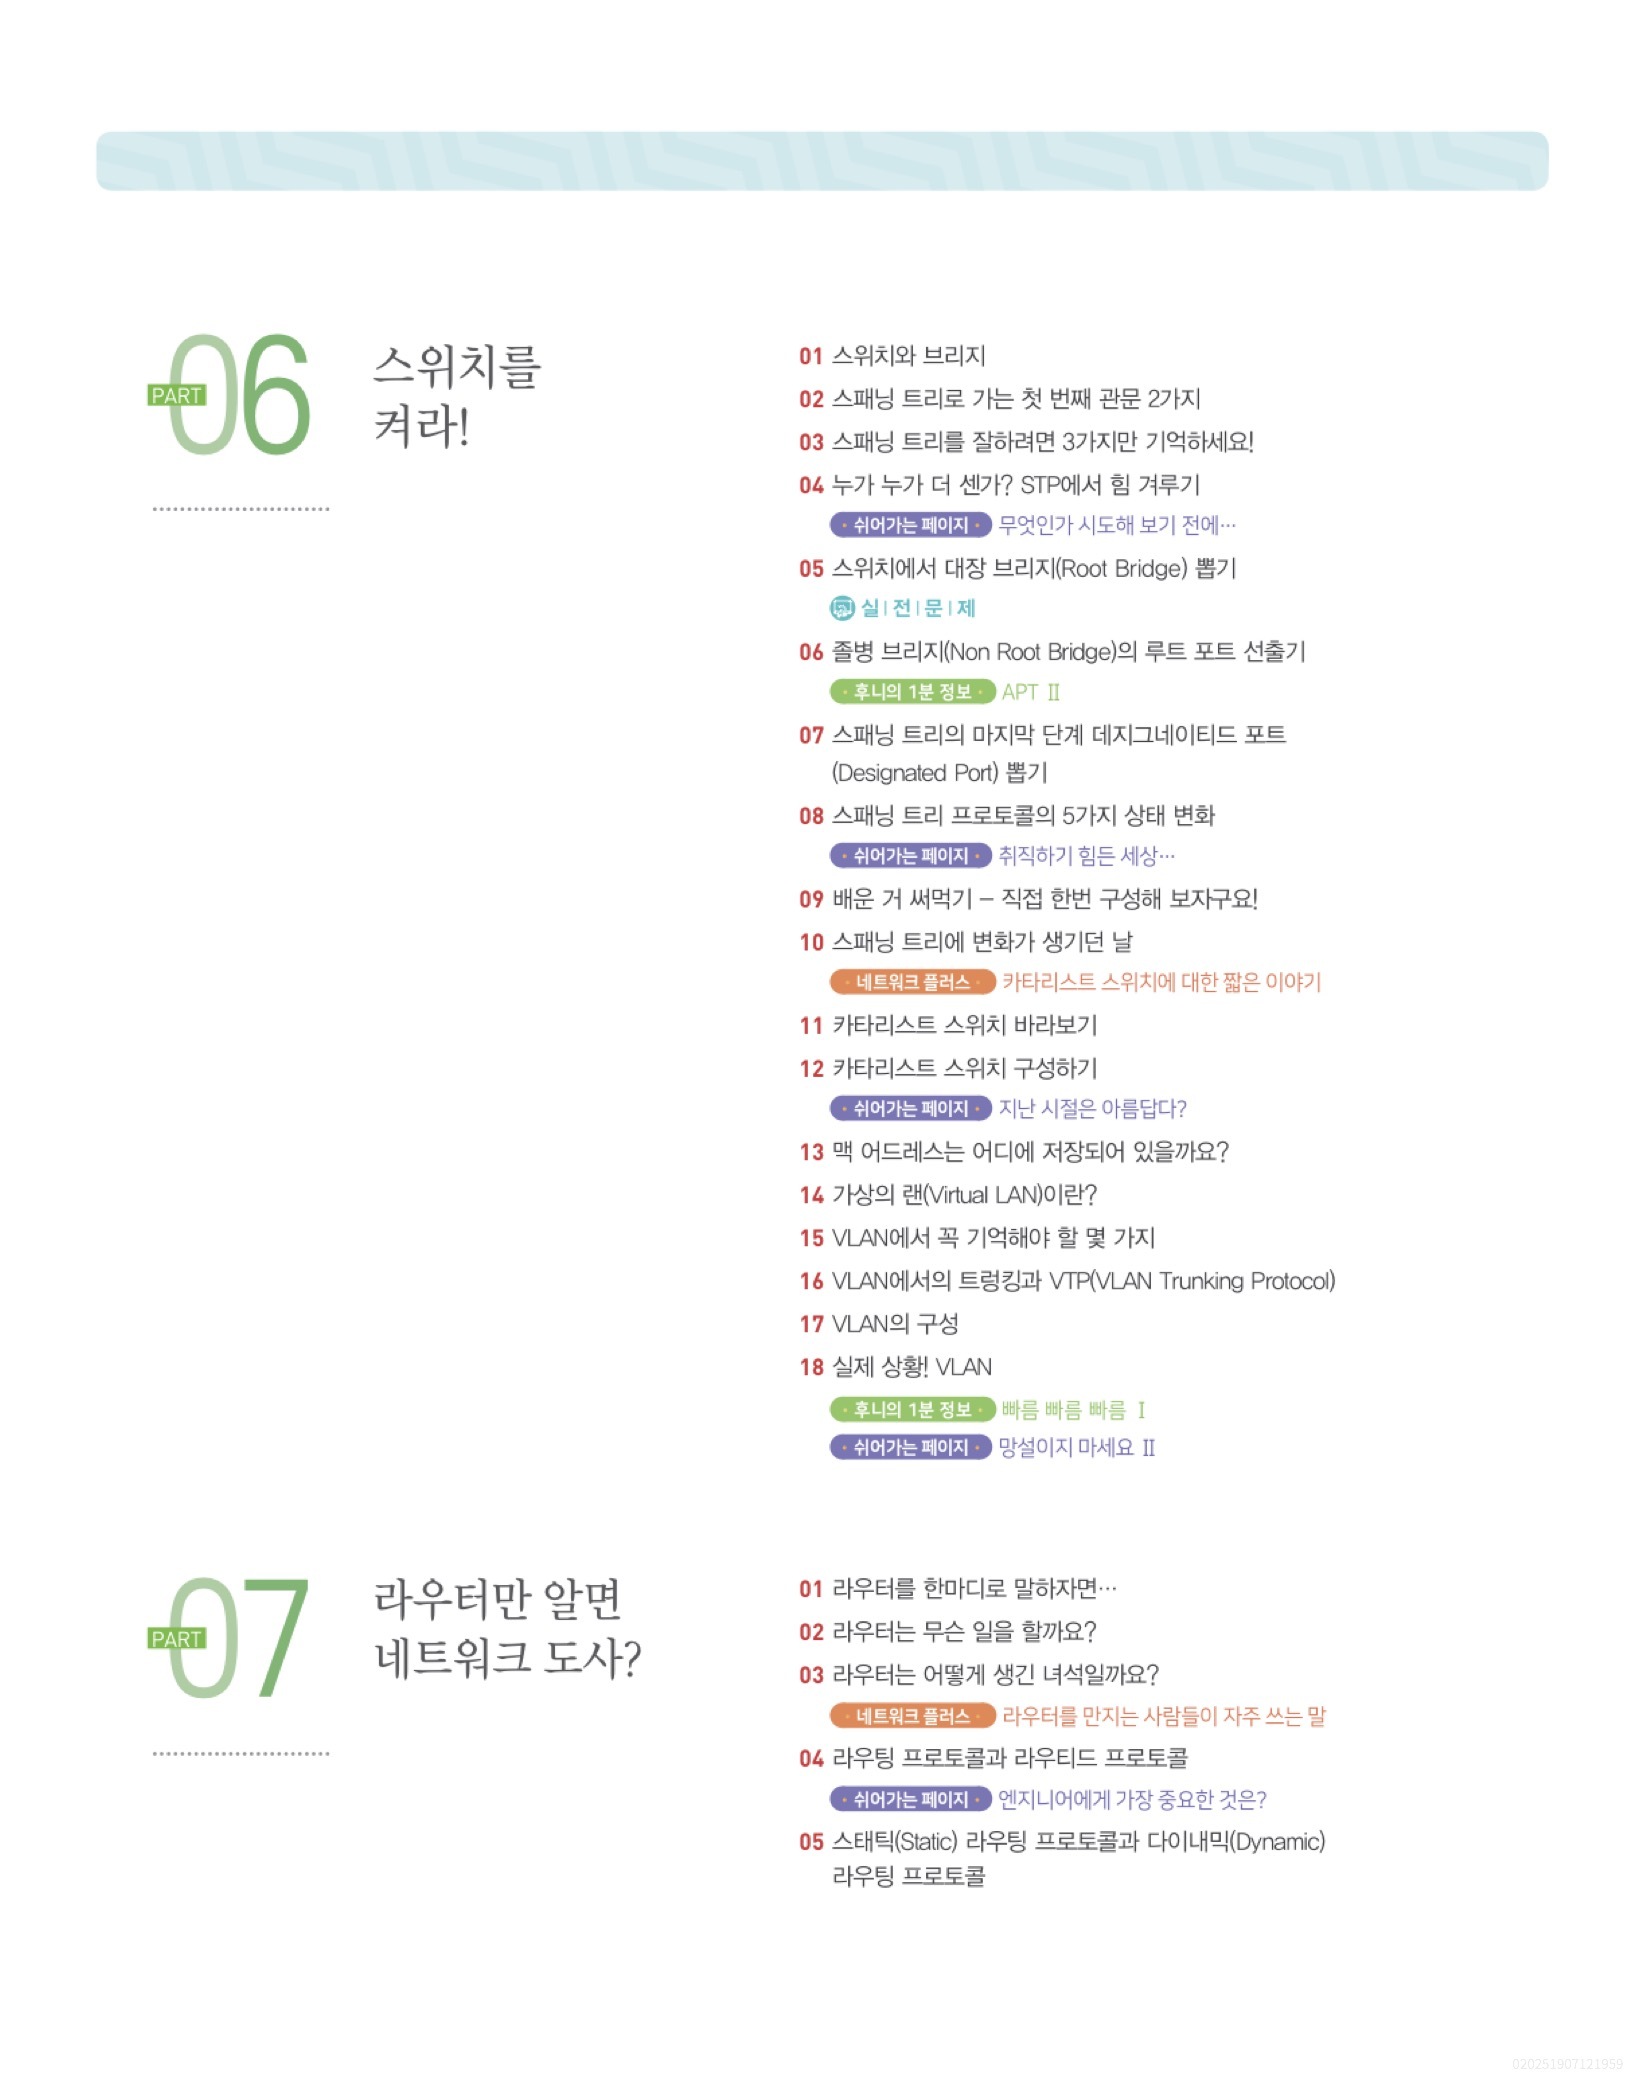 PART 06
스위치를
켜라!
01 스위치와 브리지
02 스패닝 트리로 가는 첫 번째 관문 2가지
03 스패닝 트리를 잘하려면 3가지만 기억하세요!
04 누가 누가 더 센가? STP에서 힘 겨루기
· 쉬어가는 페이지 · 무엇인가 시도해 보기 전에…
05 스위치에서 대장 브리지(Root Bridge) 뽑기
실|전|문|제
06 졸병 브리지(Non Root Bridge)의 루트 포트 선출기
· 후니의 1분 정보 · APT Ⅱ
07 스패닝 트리의 마지막 단계 데지그네이티드 포트
(Designated Port) 뽑기
08 스패닝 트리 프로토콜의 5가지 상태 변화
· 쉬어가는 페이지 · 취직하기 힘든 세상…
09 배운 거 써먹기 – 직접 한번 구성해 보자구요!
10 스패닝 트리에 변화가 생기던 날
· 네트워크 플러스 · 카타리스트 스위치에 대한 짧은 이야기
11 카타리스트 스위치 바라보기
12 카타리스트 스위치 구성하기
· 쉬어가는 페이지 · 지난 시절은 아름답다?
13 맥 어드레스는 어디에 저장되어 있을까요?
14 가상의 랜(Virtual LAN)이란?
15 VLAN에서 꼭 기억해야 할 몇 가지
16 VLAN에서의 트렁킹과 VTP(VLAN Trunking Protocol)
17 VLAN의 구성
18 실제 상황! VLAN
· 후니의 1분 정보 · 빠름 빠름 빠름 Ⅰ
· 쉬어가는 페이지 · 망설이지 마세요 Ⅱ
PART 07
라우터만 알면
네트워크 도사?
01 라우터를 한마디로 말하자면…
02 라우터는 무슨 일을 할까요?
03 라우터는 어떻게 생긴 녀석일까요?
· 네트워크 플러스 · 라우터를 만지는 사람들이 자주 쓰는 말
04 라우팅 프로토콜과 라우티드 프로토콜
· 쉬어가는 페이지 · 엔지니어에게 가장 중요한 것은?
05 스태틱(Static) 라우팅 프로토콜과 다이내믹(Dynamic)
라우팅 프로토콜
020251907121959